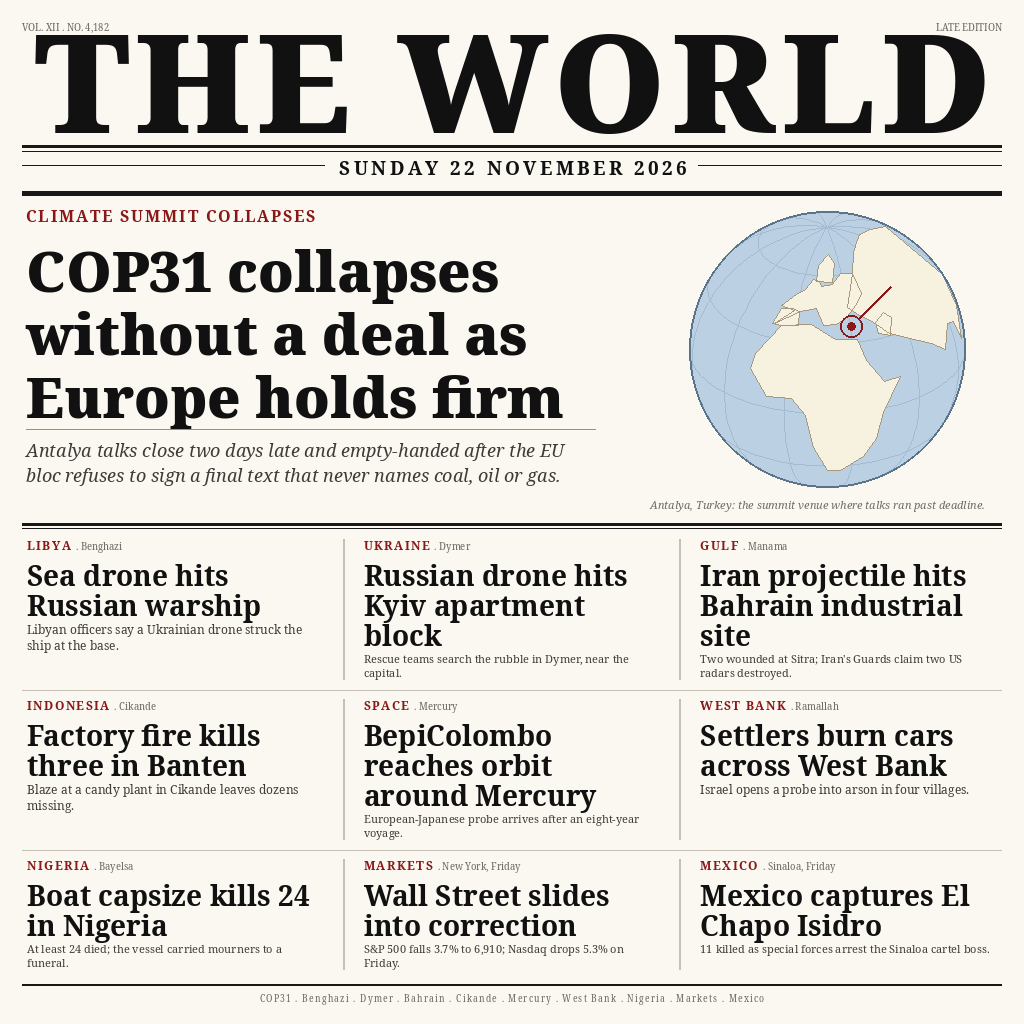 VOL. XII . NO. 4,182
LATE EDITION
THE WORLD
SUNDAY 22 NOVEMBER 2026
CLIMATE SUMMIT COLLAPSES
COP31 collapses
without a deal as
Europe holds firm
Antalya talks close two days late and empty-handed after the EU
bloc refuses to sign a final text that never names coal, oil or gas.
Antalya, Turkey: the summit venue where talks ran past deadline.
LIBYA . Benghazi
Sea drone hits
Russian warship
Libyan officers say a Ukrainian drone struck the
ship at the base.
UKRAINE . Dymer
Russian drone hits
Kyiv apartment
block
Rescue teams search the rubble in Dymer, near the
capital.
GULF . Manama
Iran projectile hits
Bahrain industrial
site
Two wounded at Sitra; Iran's Guards claim two US
radars destroyed.
INDONESIA . Cikande
Factory fire kills
three in Banten
Blaze at a candy plant in Cikande leaves dozens
missing.
SPACE . Mercury
BepiColombo
reaches orbit
around Mercury
European-Japanese probe arrives after an eight-year
voyage.
WEST BANK . Ramallah
Settlers burn cars
across West Bank
Israel opens a probe into arson in four villages.
NIGERIA . Bayelsa
Boat capsize kills 24
in Nigeria
At least 24 died; the vessel carried mourners to a
funeral.
MARKETS . New York, Friday
Wall Street slides
into correction
S&P 500 falls 3.7% to 6,910; Nasdaq drops 5.3% on
Friday.
MEXICO . Sinaloa, Friday
Mexico captures El
Chapo Isidro
11 killed as special forces arrest the Sinaloa cartel boss.
COP31 . Benghazi . Dymer . Bahrain . Cikande . Mercury . West Bank . Nigeria . Markets . Mexico